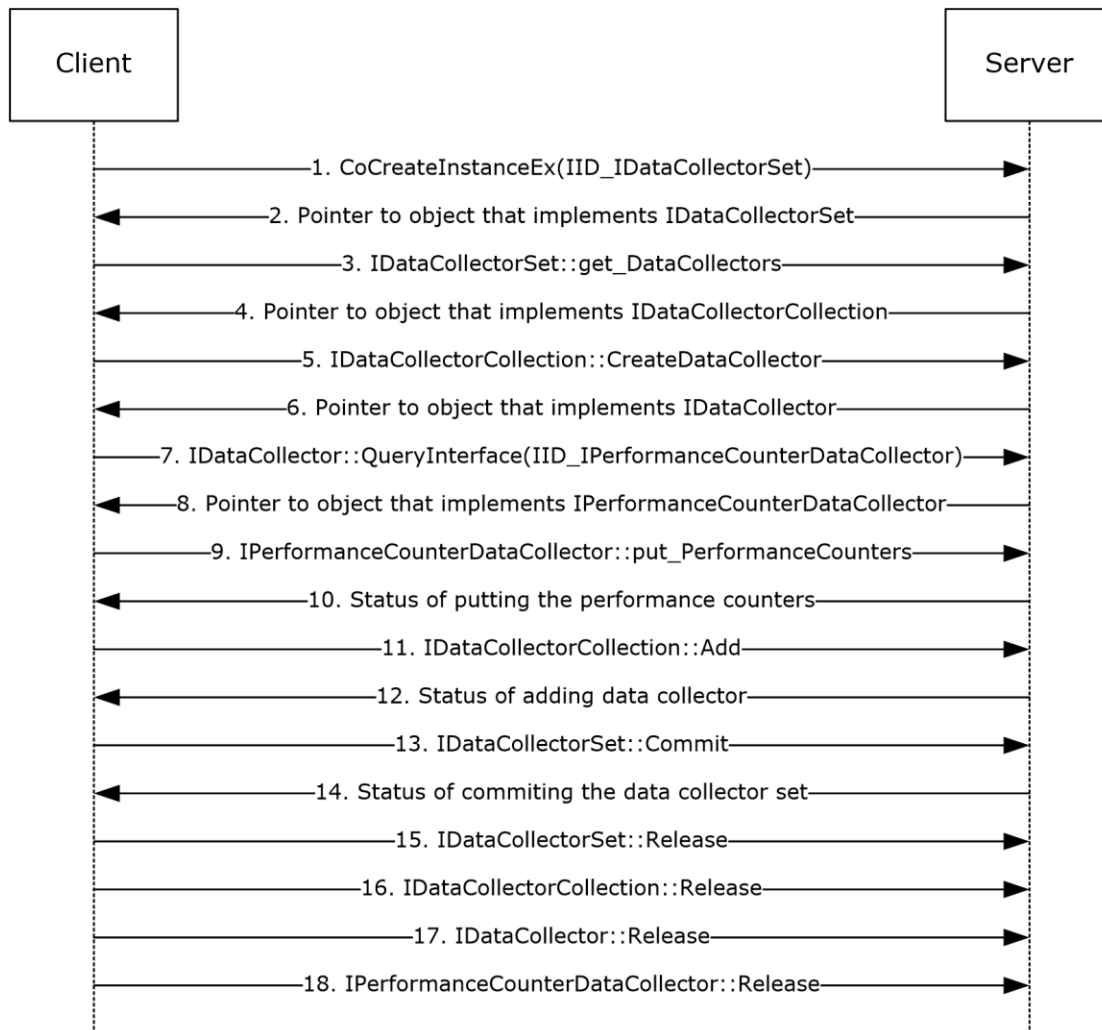 Client
Server
1. CoCreateInstanceEx(IID_IDataCollectorSet)
2. Pointer to object that implements IDataCollectorSet
3. IDataCollectorSet::get_DataCollectors
4. Pointer to object that implements IDataCollectorCollection
5. IDataCollectorCollection::CreateDataCollector
6. Pointer to object that implements IDataCollector
7. IDataCollector::QueryInterface(IID_IPerformanceCounterDataCollector)
8. Pointer to object that implements IPerformanceCounterDataCollector
9. IPerformanceCounterDataCollector::put_PerformanceCounters
10. Status of putting the performance counters
11. IDataCollectorCollection::Add
12. Status of adding data collector
13. IDataCollectorSet::Commit
14. Status of commiting the data collector set
15. IDataCollectorSet::Release
16. IDataCollectorCollection::Release
17. IDataCollector::Release
18. IPerformanceCounterDataCollector::Release